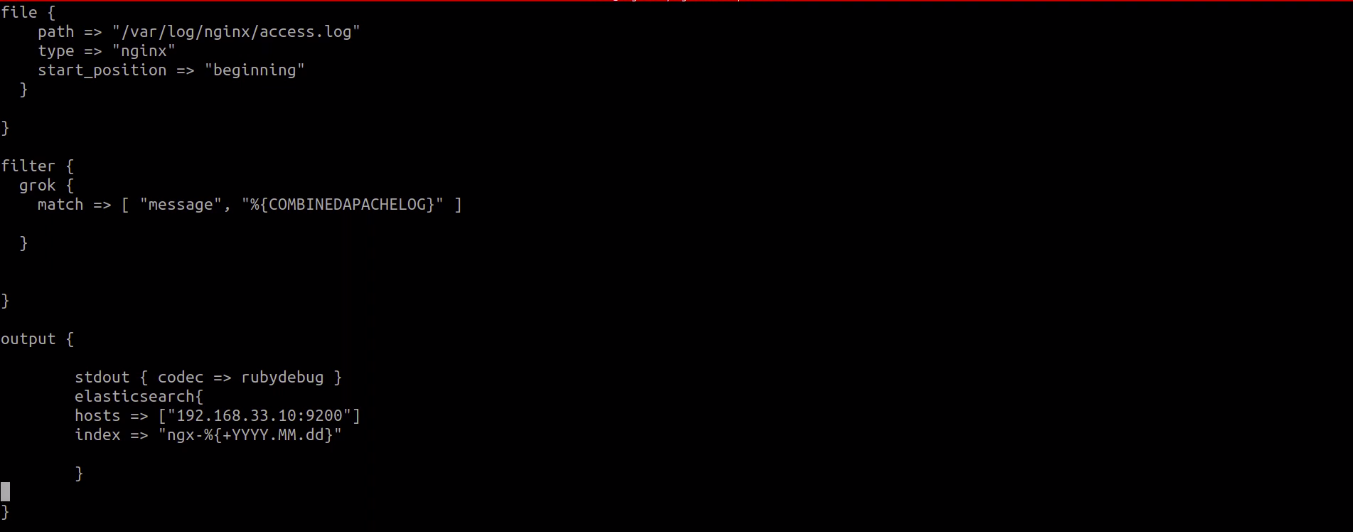 file {
    path => "/var/log/nginx/access.log"
    type => "nginx"
    start_position => "beginning"
  }
}
filter {
  grok {
    match => [ "message", "%{COMBINEDAPACHELOG}" ]
  }
}
output {
        stdout { codec => rubydebug }
        elasticsearch{
        hosts => ["192.168.33.10:9200"]
        index => "ngx-%{+YYYY.MM.dd}"
        }
}